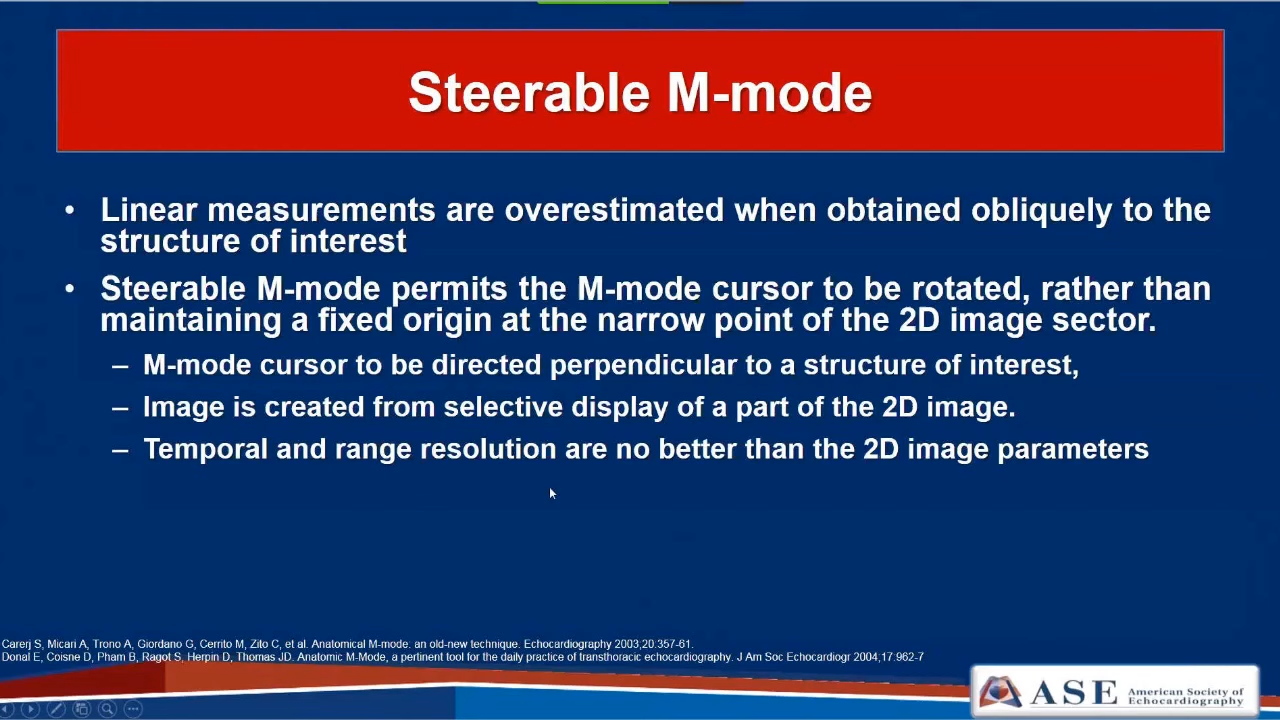 Steerable M-mode
• Linear measurements are overestimated when obtained obliquely to the
structure of interest
• Steerable M-mode permits the M-mode cursor to be rotated, rather than
maintaining a fixed origin at the narrow point of the 2D image sector.
– M-mode cursor to be directed perpendicular to a structure of interest,
– Image is created from selective display of a part of the 2D image.
– Temporal and range resolution are no better than the 2D image parameters
Carerj S, Micari A, Trono A, Giordano G, Cerrito M, Zito C, et al. Anatomical M-mode: an old-new technique. Echocardiography 2003;20:357-61.
Donal E, Coisne D, Pham B, Ragot S, Herpin D, Thomas JD. Anatomic M-Mode, a pertinent tool for the daily practice of transthoracic echocardiography. J Am Soc Echocardiogr 2004;17:962-7
ASE American Society of
Echocardiography